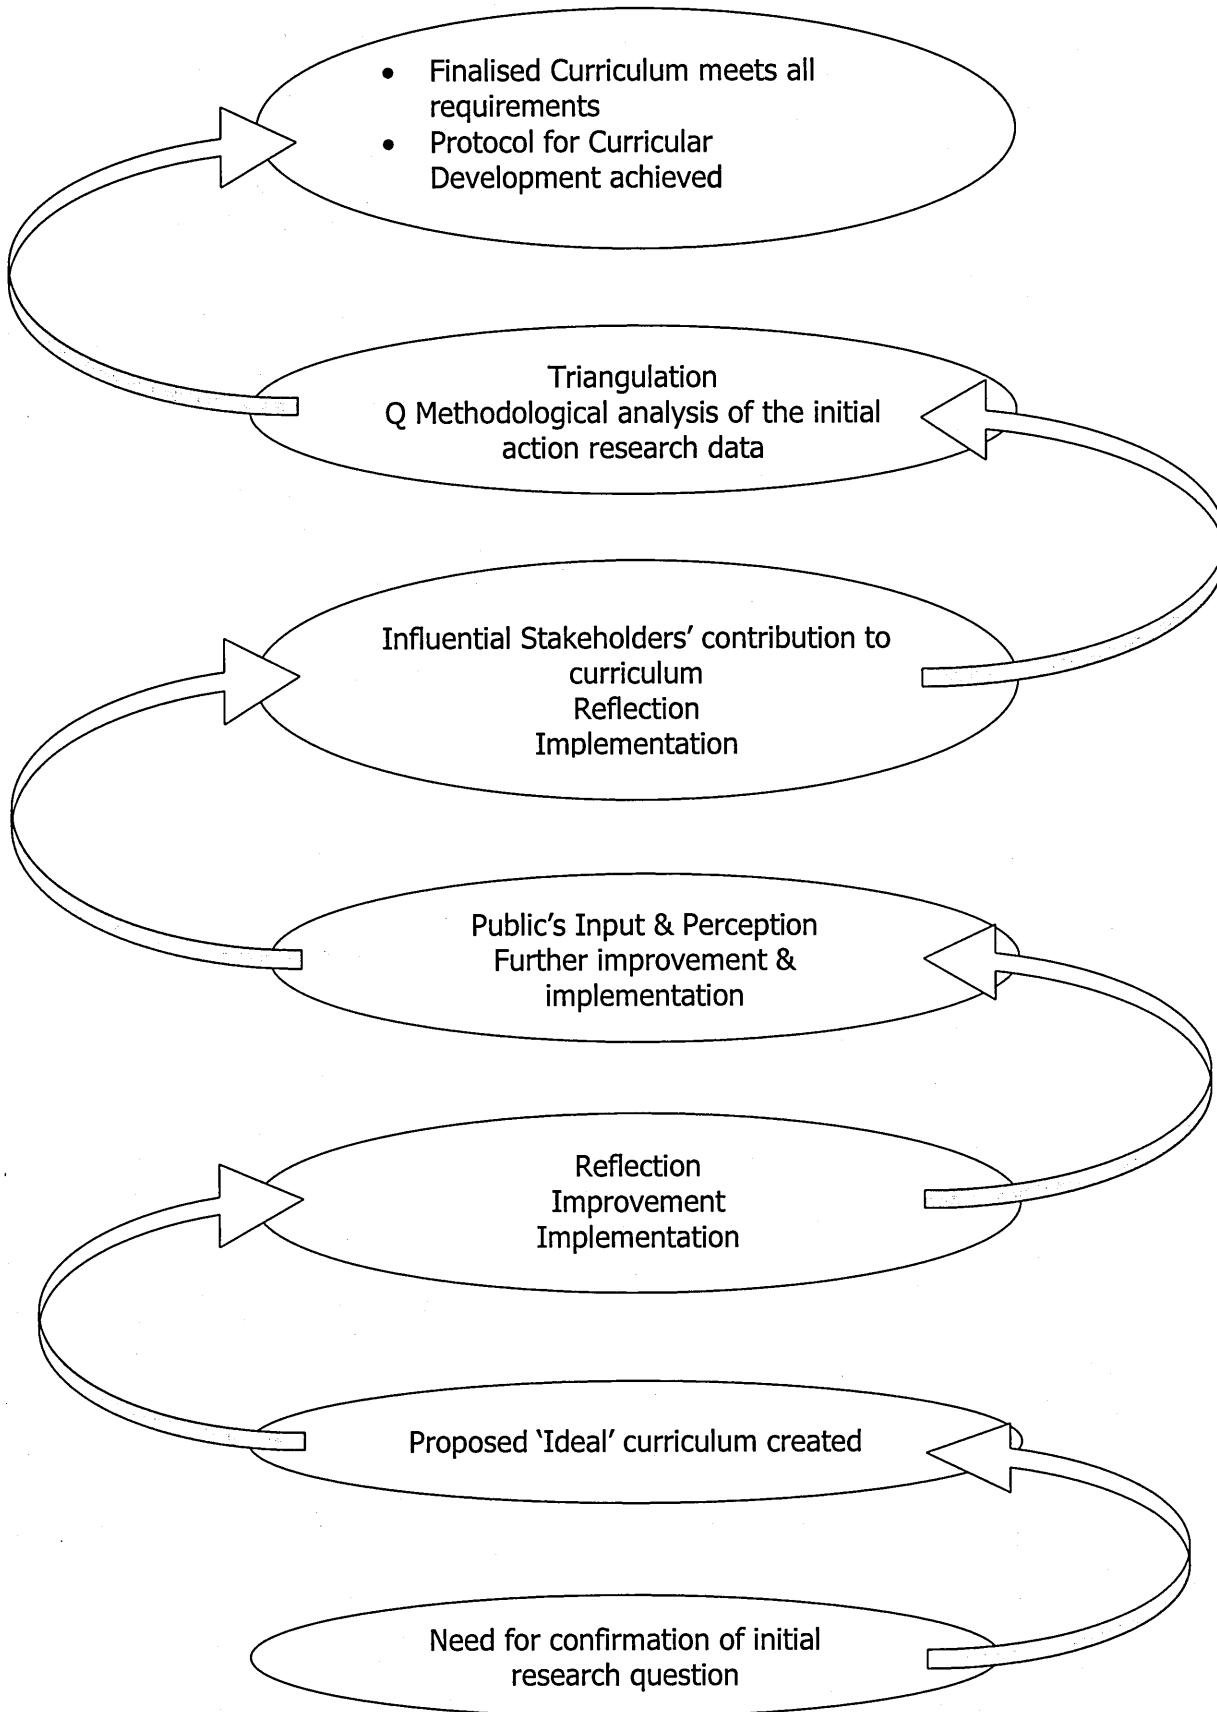 • Finalised Curriculum meets all
requirements
• Protocol for Curricular
Development achieved
Triangulation
Q Methodological analysis of the initial
action research data
Influential Stakeholders’ contribution to
curriculum
Reflection
Implementation
Public’s Input & Perception
Further improvement &
implementation
Reflection
Improvement
Implementation
Proposed ‘Ideal’ curriculum created
Need for confirmation of initial
research question